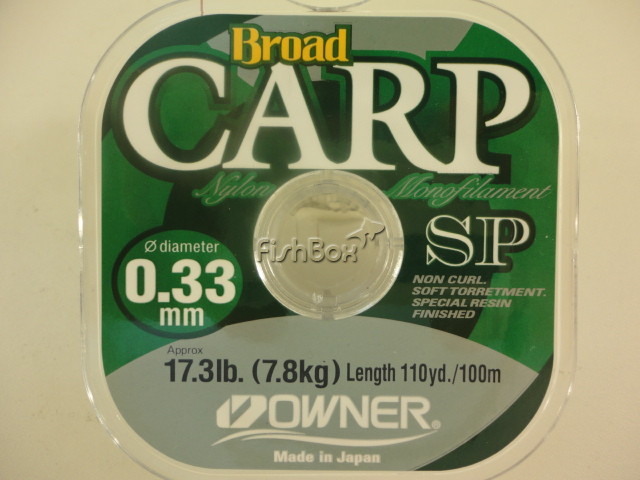 Broad
CARP
Nylon Monofilament
SP
FishBox
Ø diameter
0.33
mm
NON CURL.
SOFT TORRETMENT.
SPECIAL RESIN
FINISHED
Approx
17.3lb. (7.8kg) Length 110yd./100m
OWNER®
Made in Japan